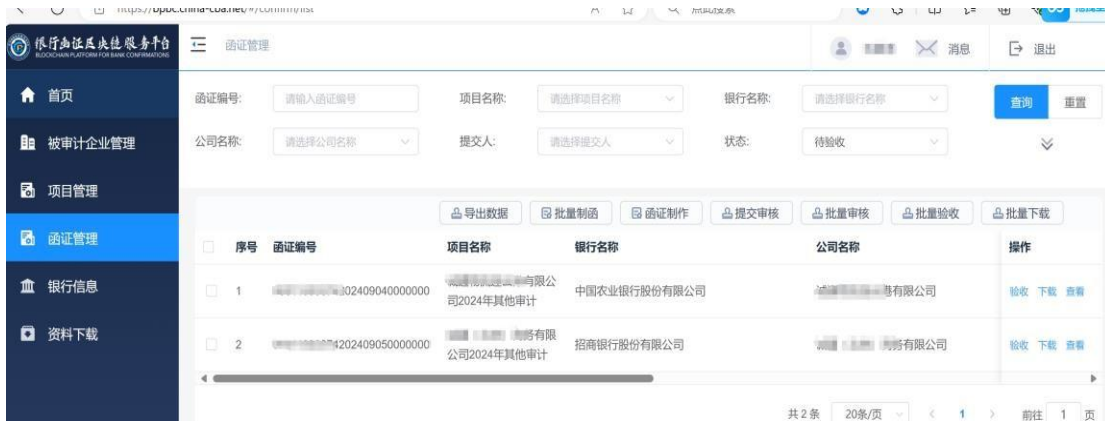 https://bpbc.china-cba.net/#/confirm/list
点此搜索
银行函证区块链服务平台
BLOCKCHAIN PLATFORM FOR BANK CONFIRMATIONS
函证管理
消息
退出
首页
被审计企业管理
项目管理
函证管理
银行信息
资料下载
函证编号:
请输入函证编号
项目名称:
请选择项目名称
银行名称:
请选择银行名称
查询
重置
公司名称:
请选择公司名称
提交人:
请选择提交人
状态:
待验收
导出数据
批量制函
函证制作
提交审核
批量审核
批量验收
批量下载
序号
函证编号
项目名称
银行名称
公司名称
操作
1
202409040000000
有限公
司2024年其他审计
中国农业银行股份有限公司
港有限公司
验收 下载 查看
2
4202409050000000
务有限
公司2024年其他审计
招商银行股份有限公司
务有限公司
验收 下载 查看
共 2 条
20条/页
1
前往 1 页